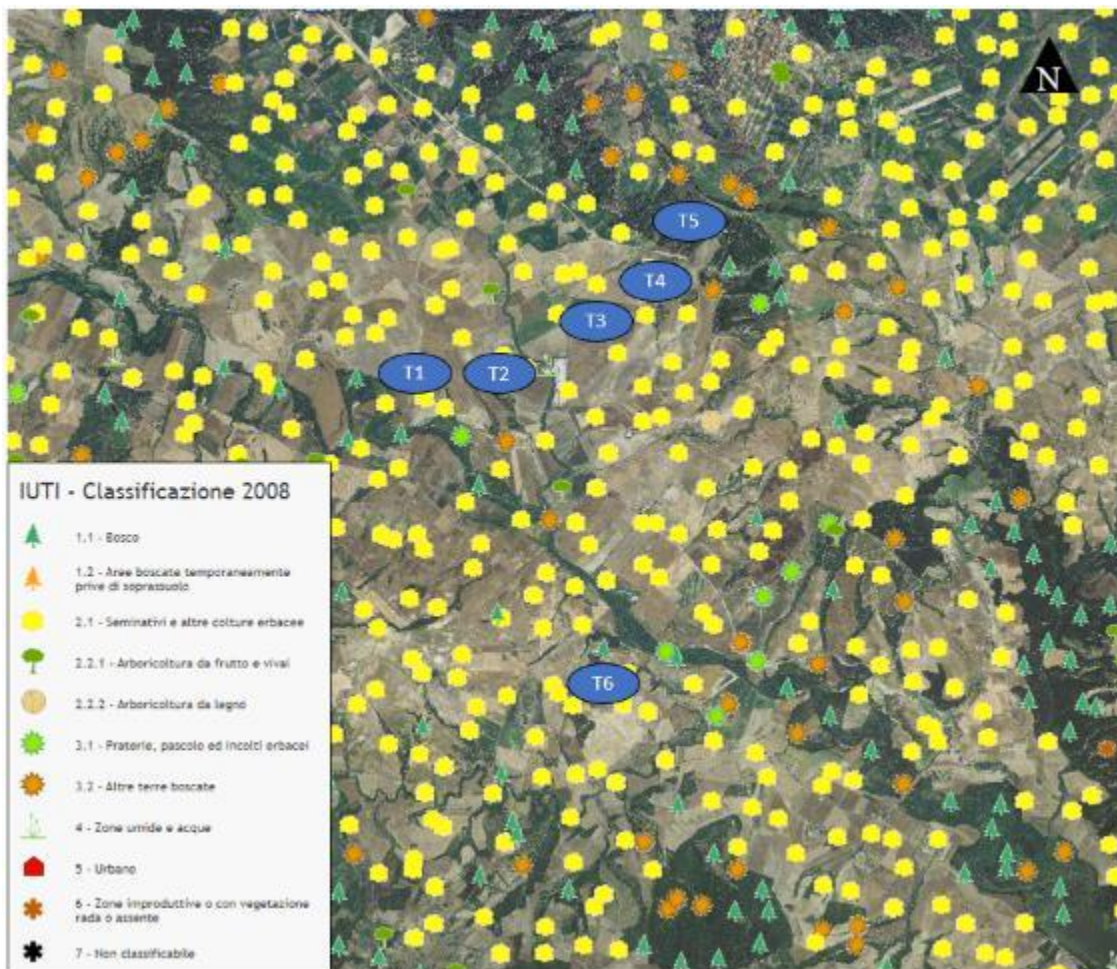 N
T5
T4
T3
T1
T2
T6
IUTI - Classificazione 2008
1.1 - Bosco
1.2 - Aree boscate temporaneamente
prive di soprassuolo
2.1 - Seminativi e altre colture erbacee
2.2.1 - Arboricoltura da frutto e vivai
2.2.2 - Arboricoltura da legno
3.1 - Praterie, pascolo ed incolti erbacei
3.2 - Altre terre boscate
4 - Zone umide e acque
5 - Urbano
6 - Zone improduttive o con vegetazione
rada o assente
7 - Non classificabile